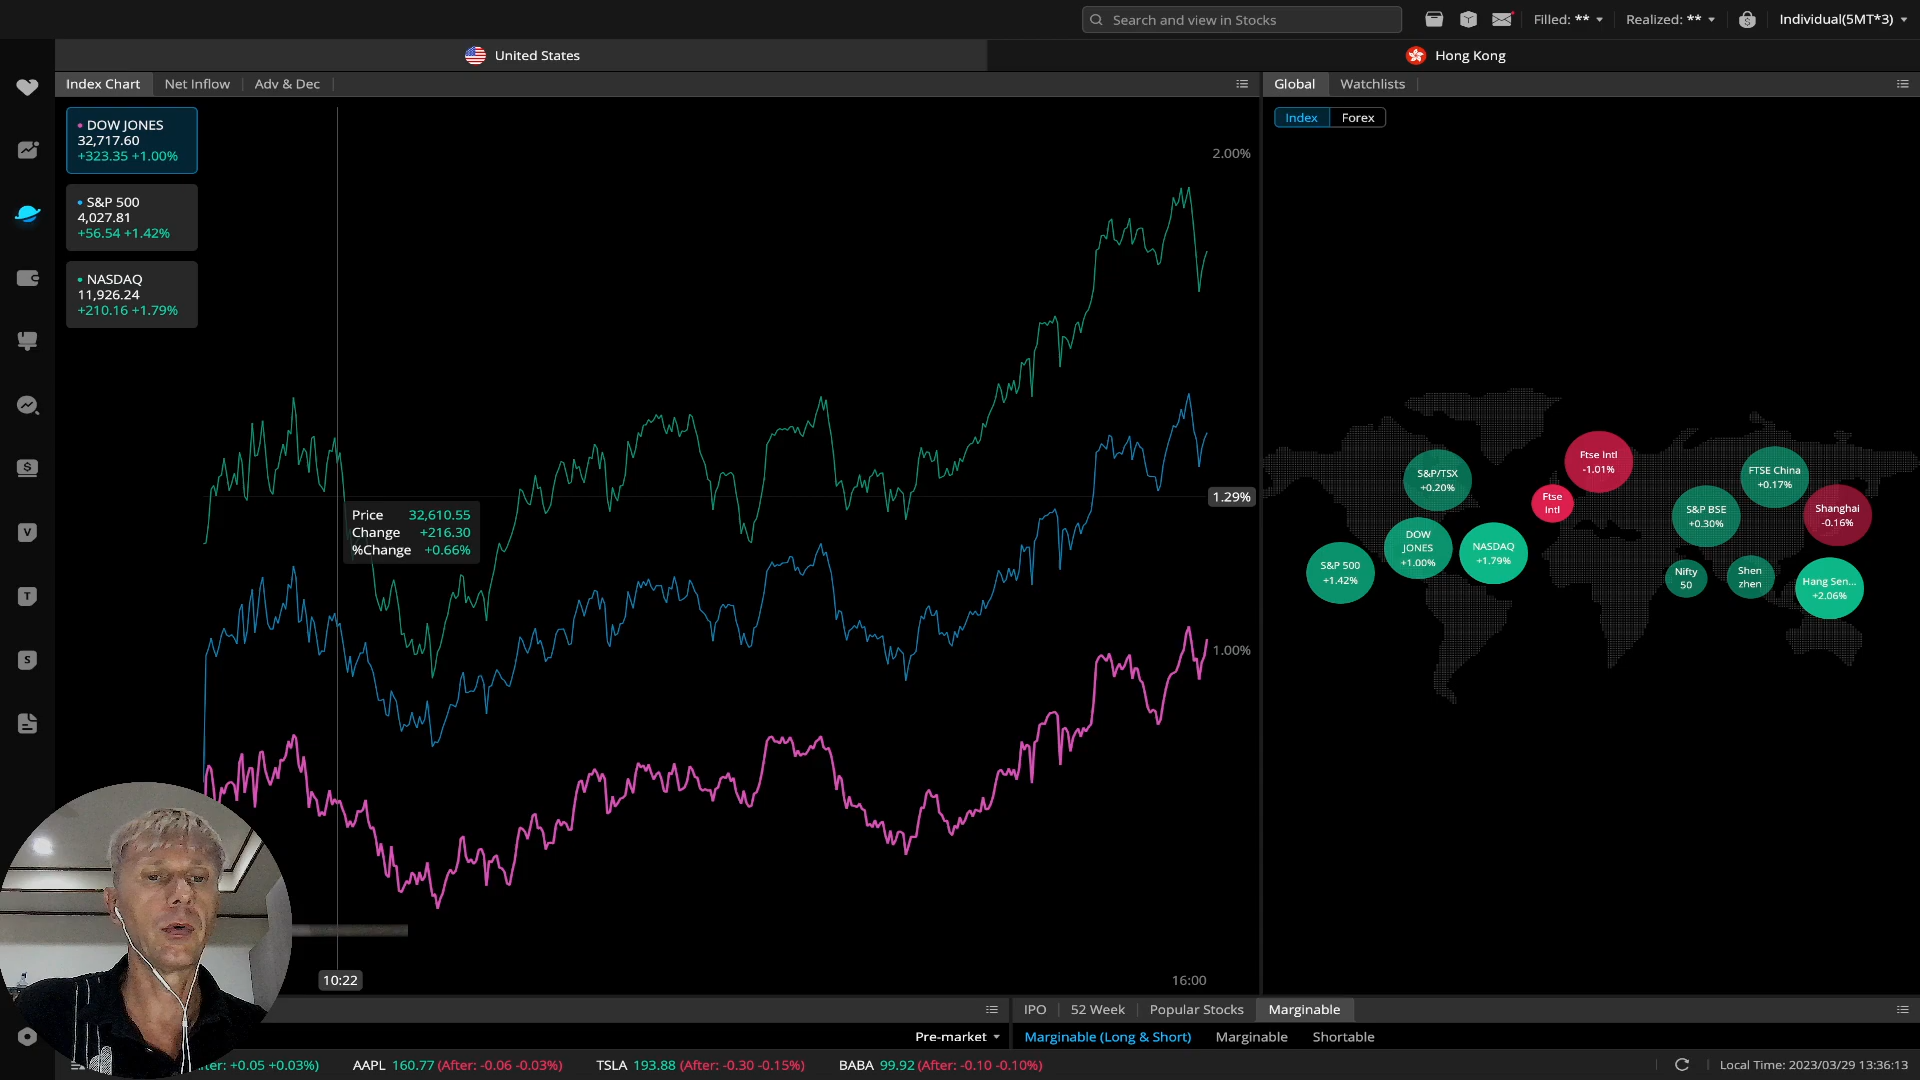 Search and view in Stocks
Filled: **
Realized: **
Individual(5MT*3)
United States
Hong Kong
Index Chart
Net Inflow
Adv & Dec
Global
Watchlists
Index
Forex
DOW JONES
32,717.60
+323.35 +1.00%
S&P 500
4,027.81
+56.54 +1.42%
NASDAQ
11,926.24
+210.16 +1.79%
2.00%
1.29%
1.00%
Price 32,610.55
Change +216.30
%Change +0.66%
10:22
16:00
S&P/TSX
+0.20%
Ftse Intl
-1.01%
FTSE China
+0.17%
Ftse
Intl
S&P BSE
+0.30%
Shanghai
-0.16%
DOW
JONES
+1.00%
NASDAQ
+1.79%
S&P 500
+1.42%
Nifty
50
Shen
zhen
Hang Sen...
+2.06%
V
T
S
IPO
52 Week
Popular Stocks
Marginable
Pre-market
Marginable (Long & Short)
Marginable
Shortable
+0.05 +0.03%)
AAPL 160.77 (After: -0.06 -0.03%)
TSLA 193.88 (After: -0.30 -0.15%)
BABA 99.92 (After: -0.10 -0.10%)
Local Time: 2023/03/29 13:36:13